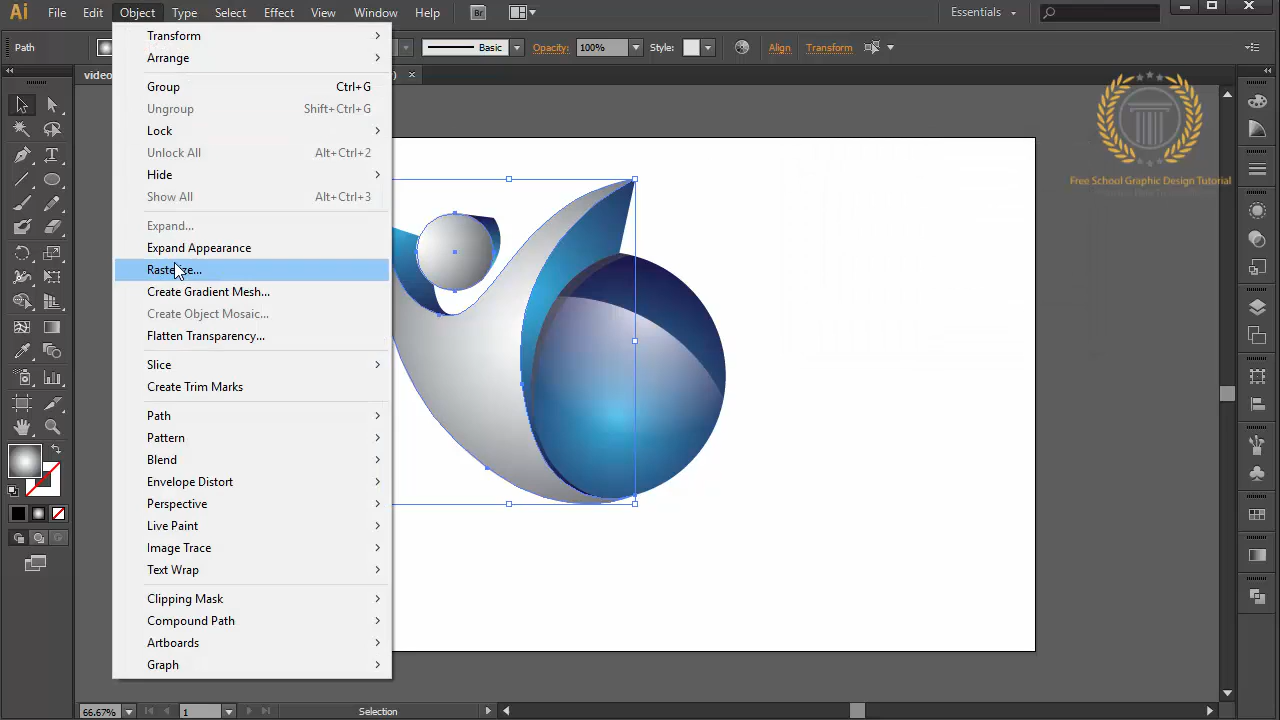 Ai File Edit Object Type Select Effect View Window Help Br Essentials
Path Basic Opacity: 100% Style: Align Transform
video
Transform
Arrange
Group Ctrl+G
Ungroup Shift+Ctrl+G
Lock
Unlock All Alt+Ctrl+2
Hide
Show All Alt+Ctrl+3
Expand...
Expand Appearance
Rasterize...
Create Gradient Mesh...
Create Object Mosaic...
Flatten Transparency...
Slice
Create Trim Marks
Path
Pattern
Blend
Envelope Distort
Perspective
Live Paint
Image Trace
Text Wrap
Clipping Mask
Compound Path
Artboards
Graph
Free School Graphic Design Tutorial
66.67% 1 Selection